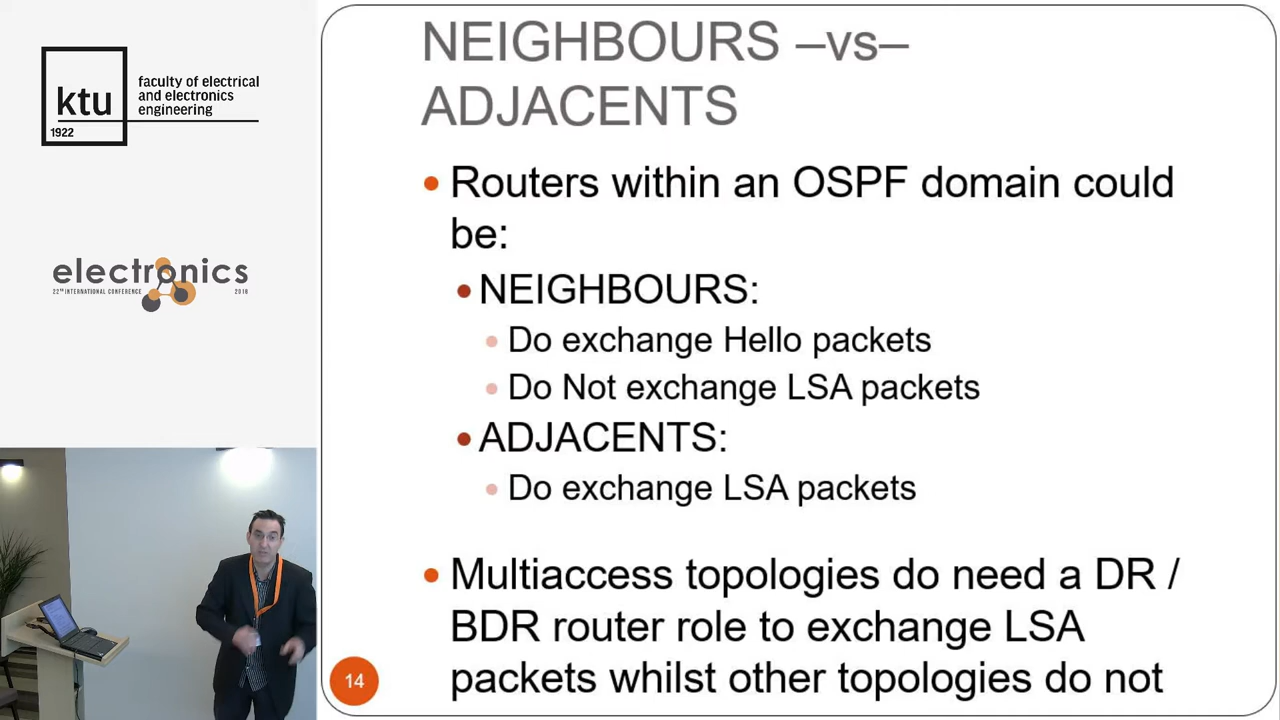 ktu
1922
faculty of electrical
and electronics
engineering
electronics
22TH INTERNATIONAL CONFERENCE 2018
NEIGHBOURS –vs–
ADJACENTS
• Routers within an OSPF domain could
be:
• NEIGHBOURS:
• Do exchange Hello packets
• Do Not exchange LSA packets
• ADJACENTS:
• Do exchange LSA packets
• Multiaccess topologies do need a DR /
BDR router role to exchange LSA
packets whilst other topologies do not
14